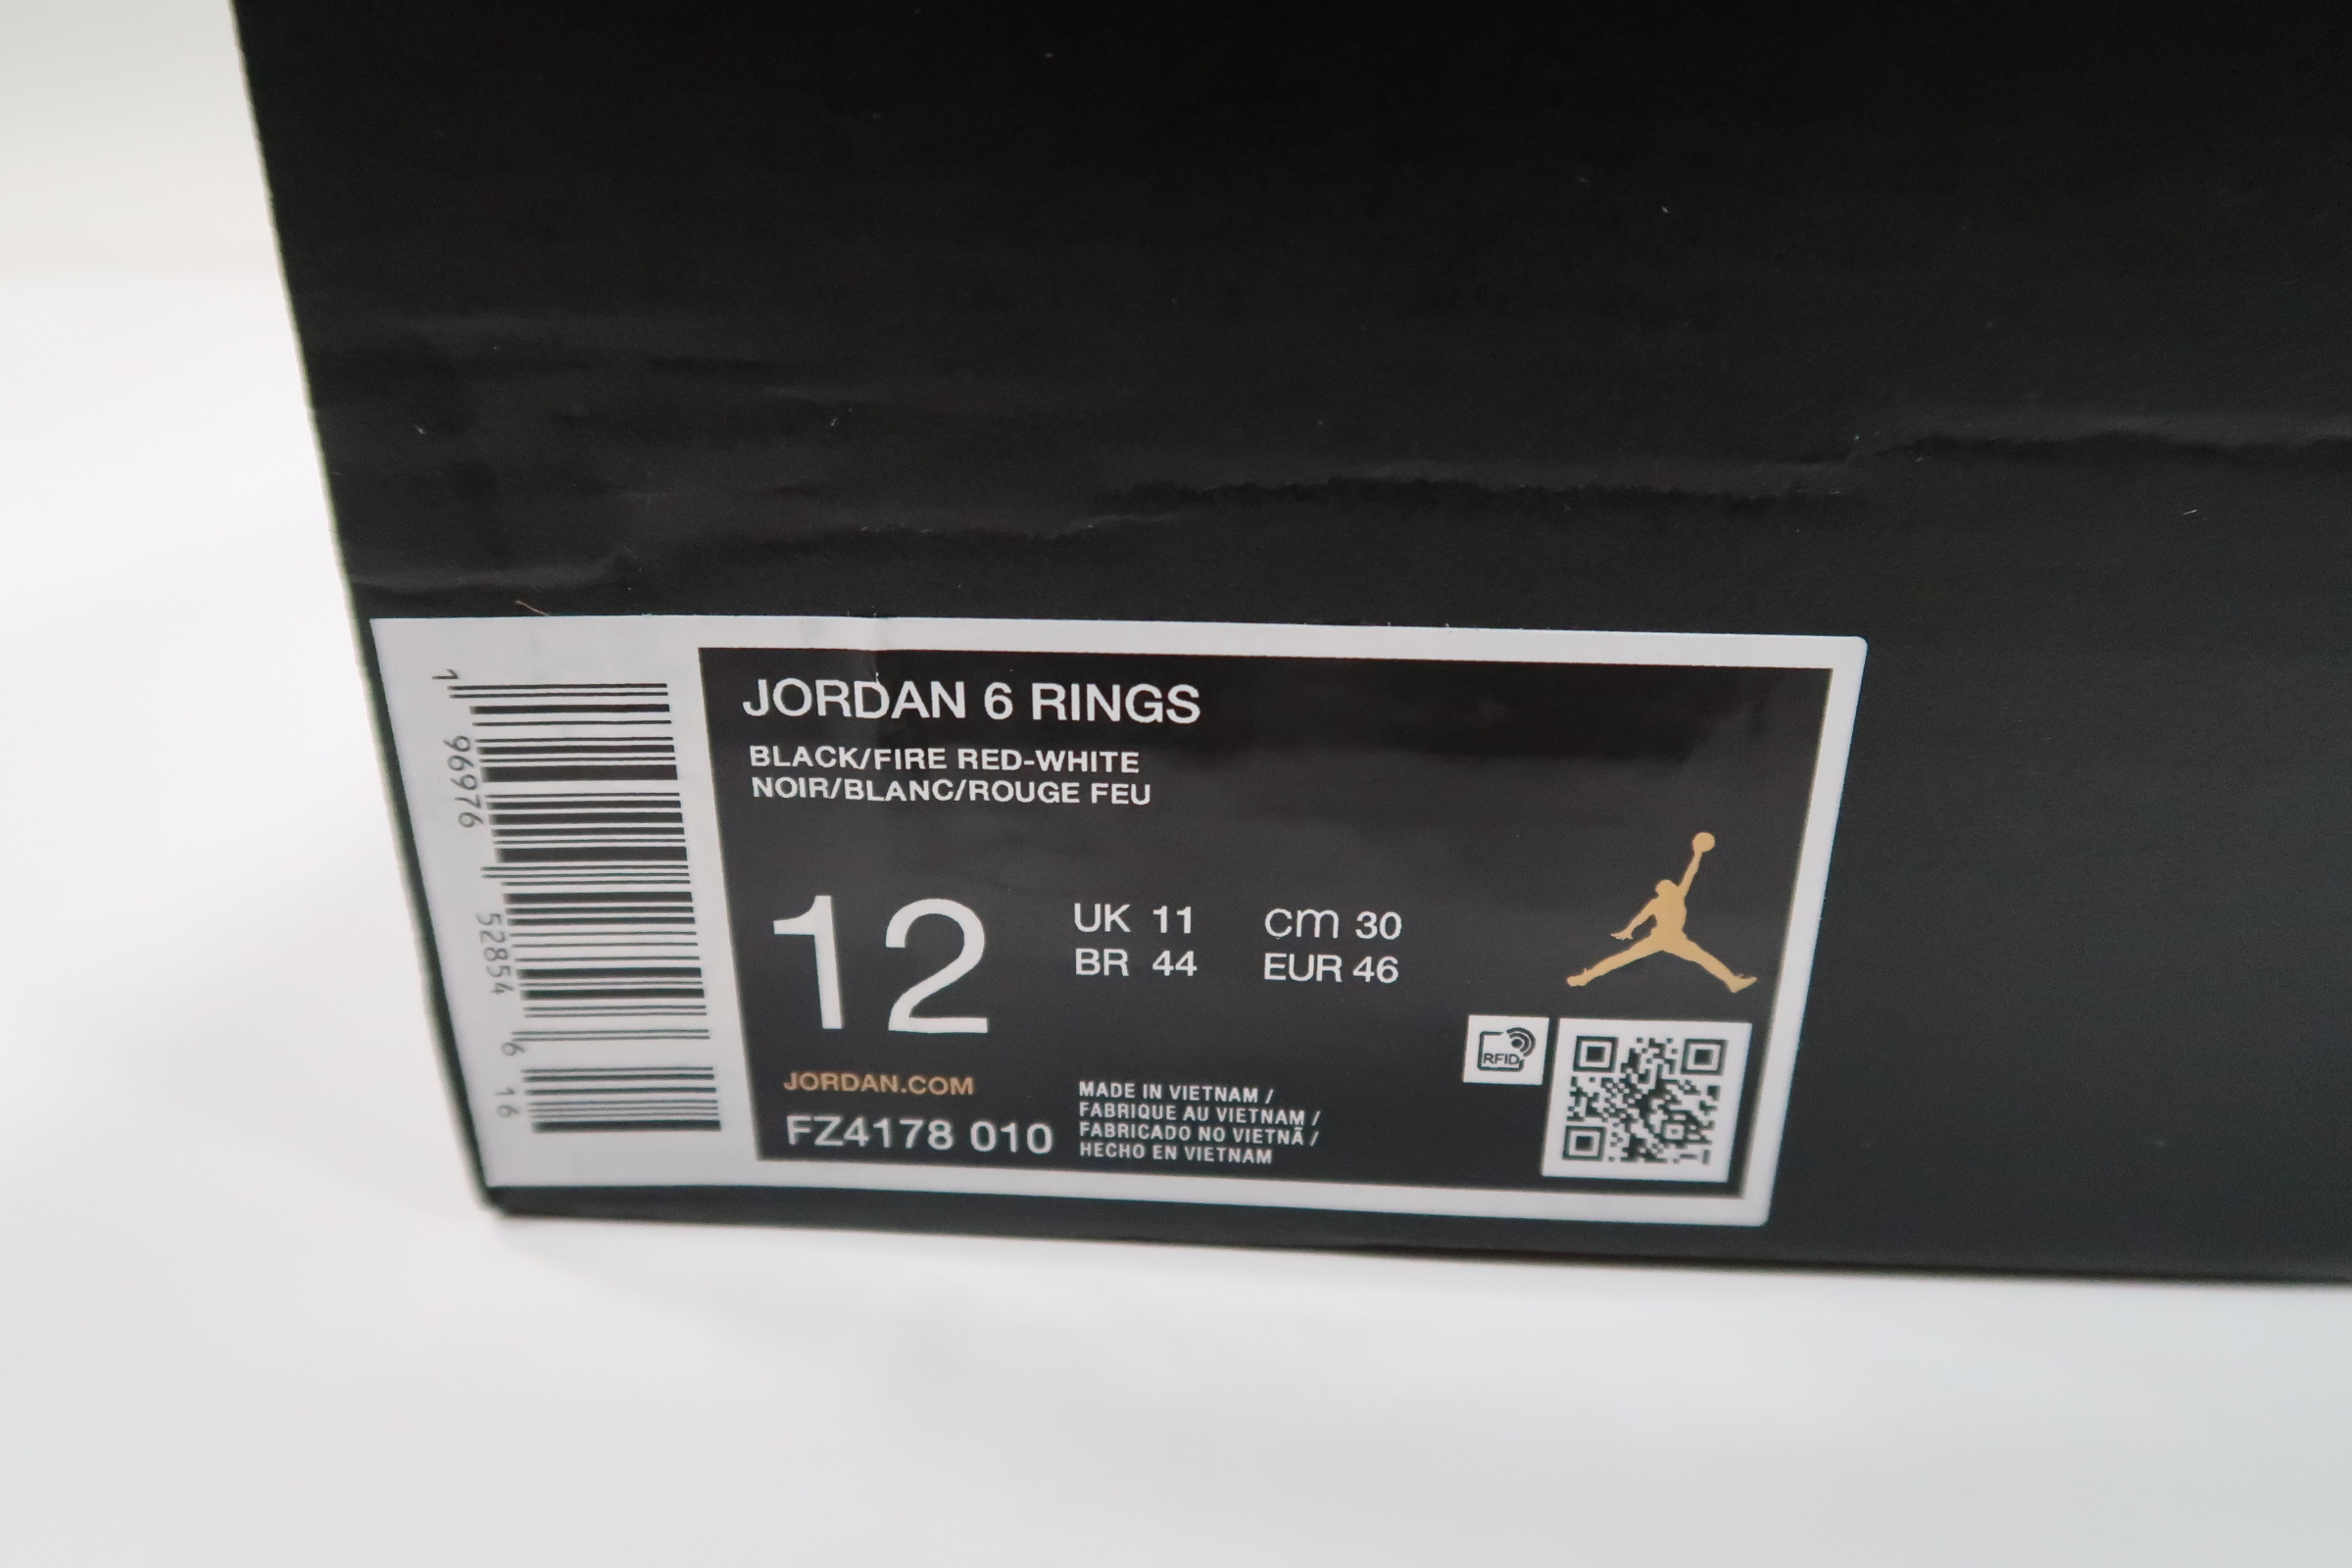 JORDAN 6 RINGS
BLACK/FIRE RED-WHITE
NOIR/BLANC/ROUGE FEU
12
UK 11 cm 30
BR 44 EUR 46
JORDAN.COM
FZ4178 010
MADE IN VIETNAM /
FABRIQUE AU VIETNAM /
FABRICADO NO VIETNÃ /
HECHO EN VIETNAM
RFID
1 96976 52854 6 16